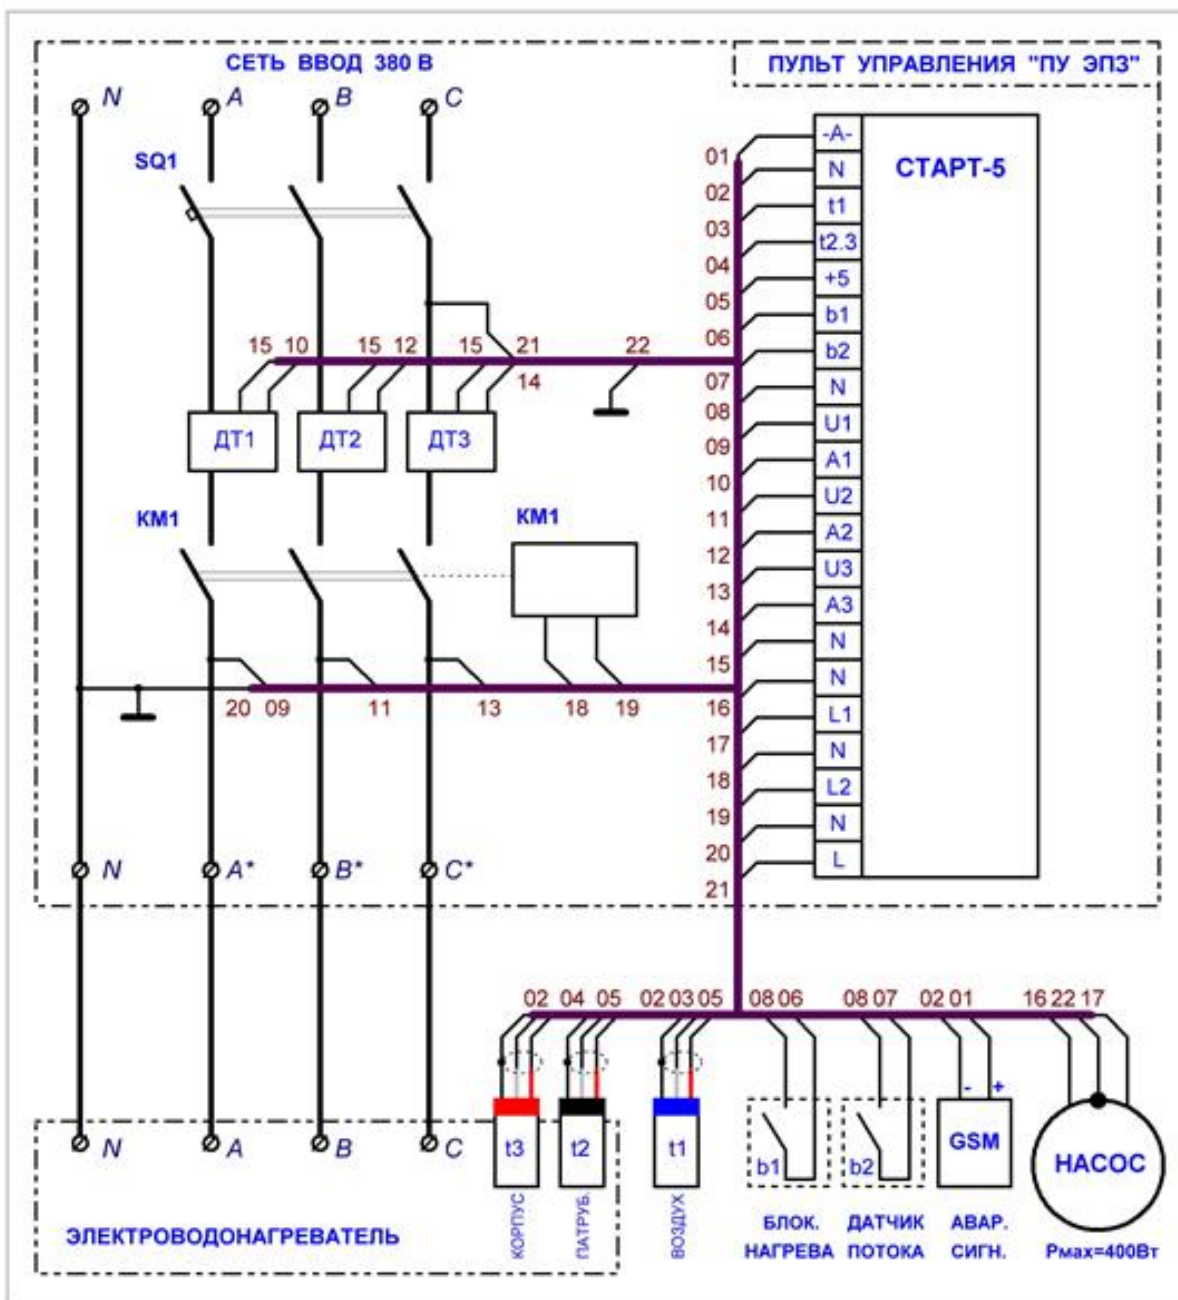 СЕТЬ ВВОД 380 В
ПУЛЬТ УПРАВЛЕНИЯ "ПУ ЭПЗ"
N A B C
SQ1
СТАРТ-5
-A-
N
t1
t2.3
+5
b1
b2
N
U1
A1
U2
A2
U3
A3
N
N
L1
N
L2
N
L
01
02
03
04
05
06
07
08
09
10
11
12
13
14
15
16
17
18
19
20
21
15 10 15 12 15 21 22
14
ДТ1 ДТ2 ДТ3
КМ1 КМ1
20 09 11 13 18 19
N A* B* C*
02 04 05 02 03 05 08 06 08 07 02 01 16 22 17
- +
N A B C
t3 t2 t1 b1 b2 GSM НАСОС
КОРПУС
ПАТРУБ.
ВОЗДУХ
БЛОК. ДАТЧИК АВАР.
НАГРЕВА ПОТОКА СИГН. Рмах=400Вт
ЭЛЕКТРОВОДОНАГРЕВАТЕЛЬ